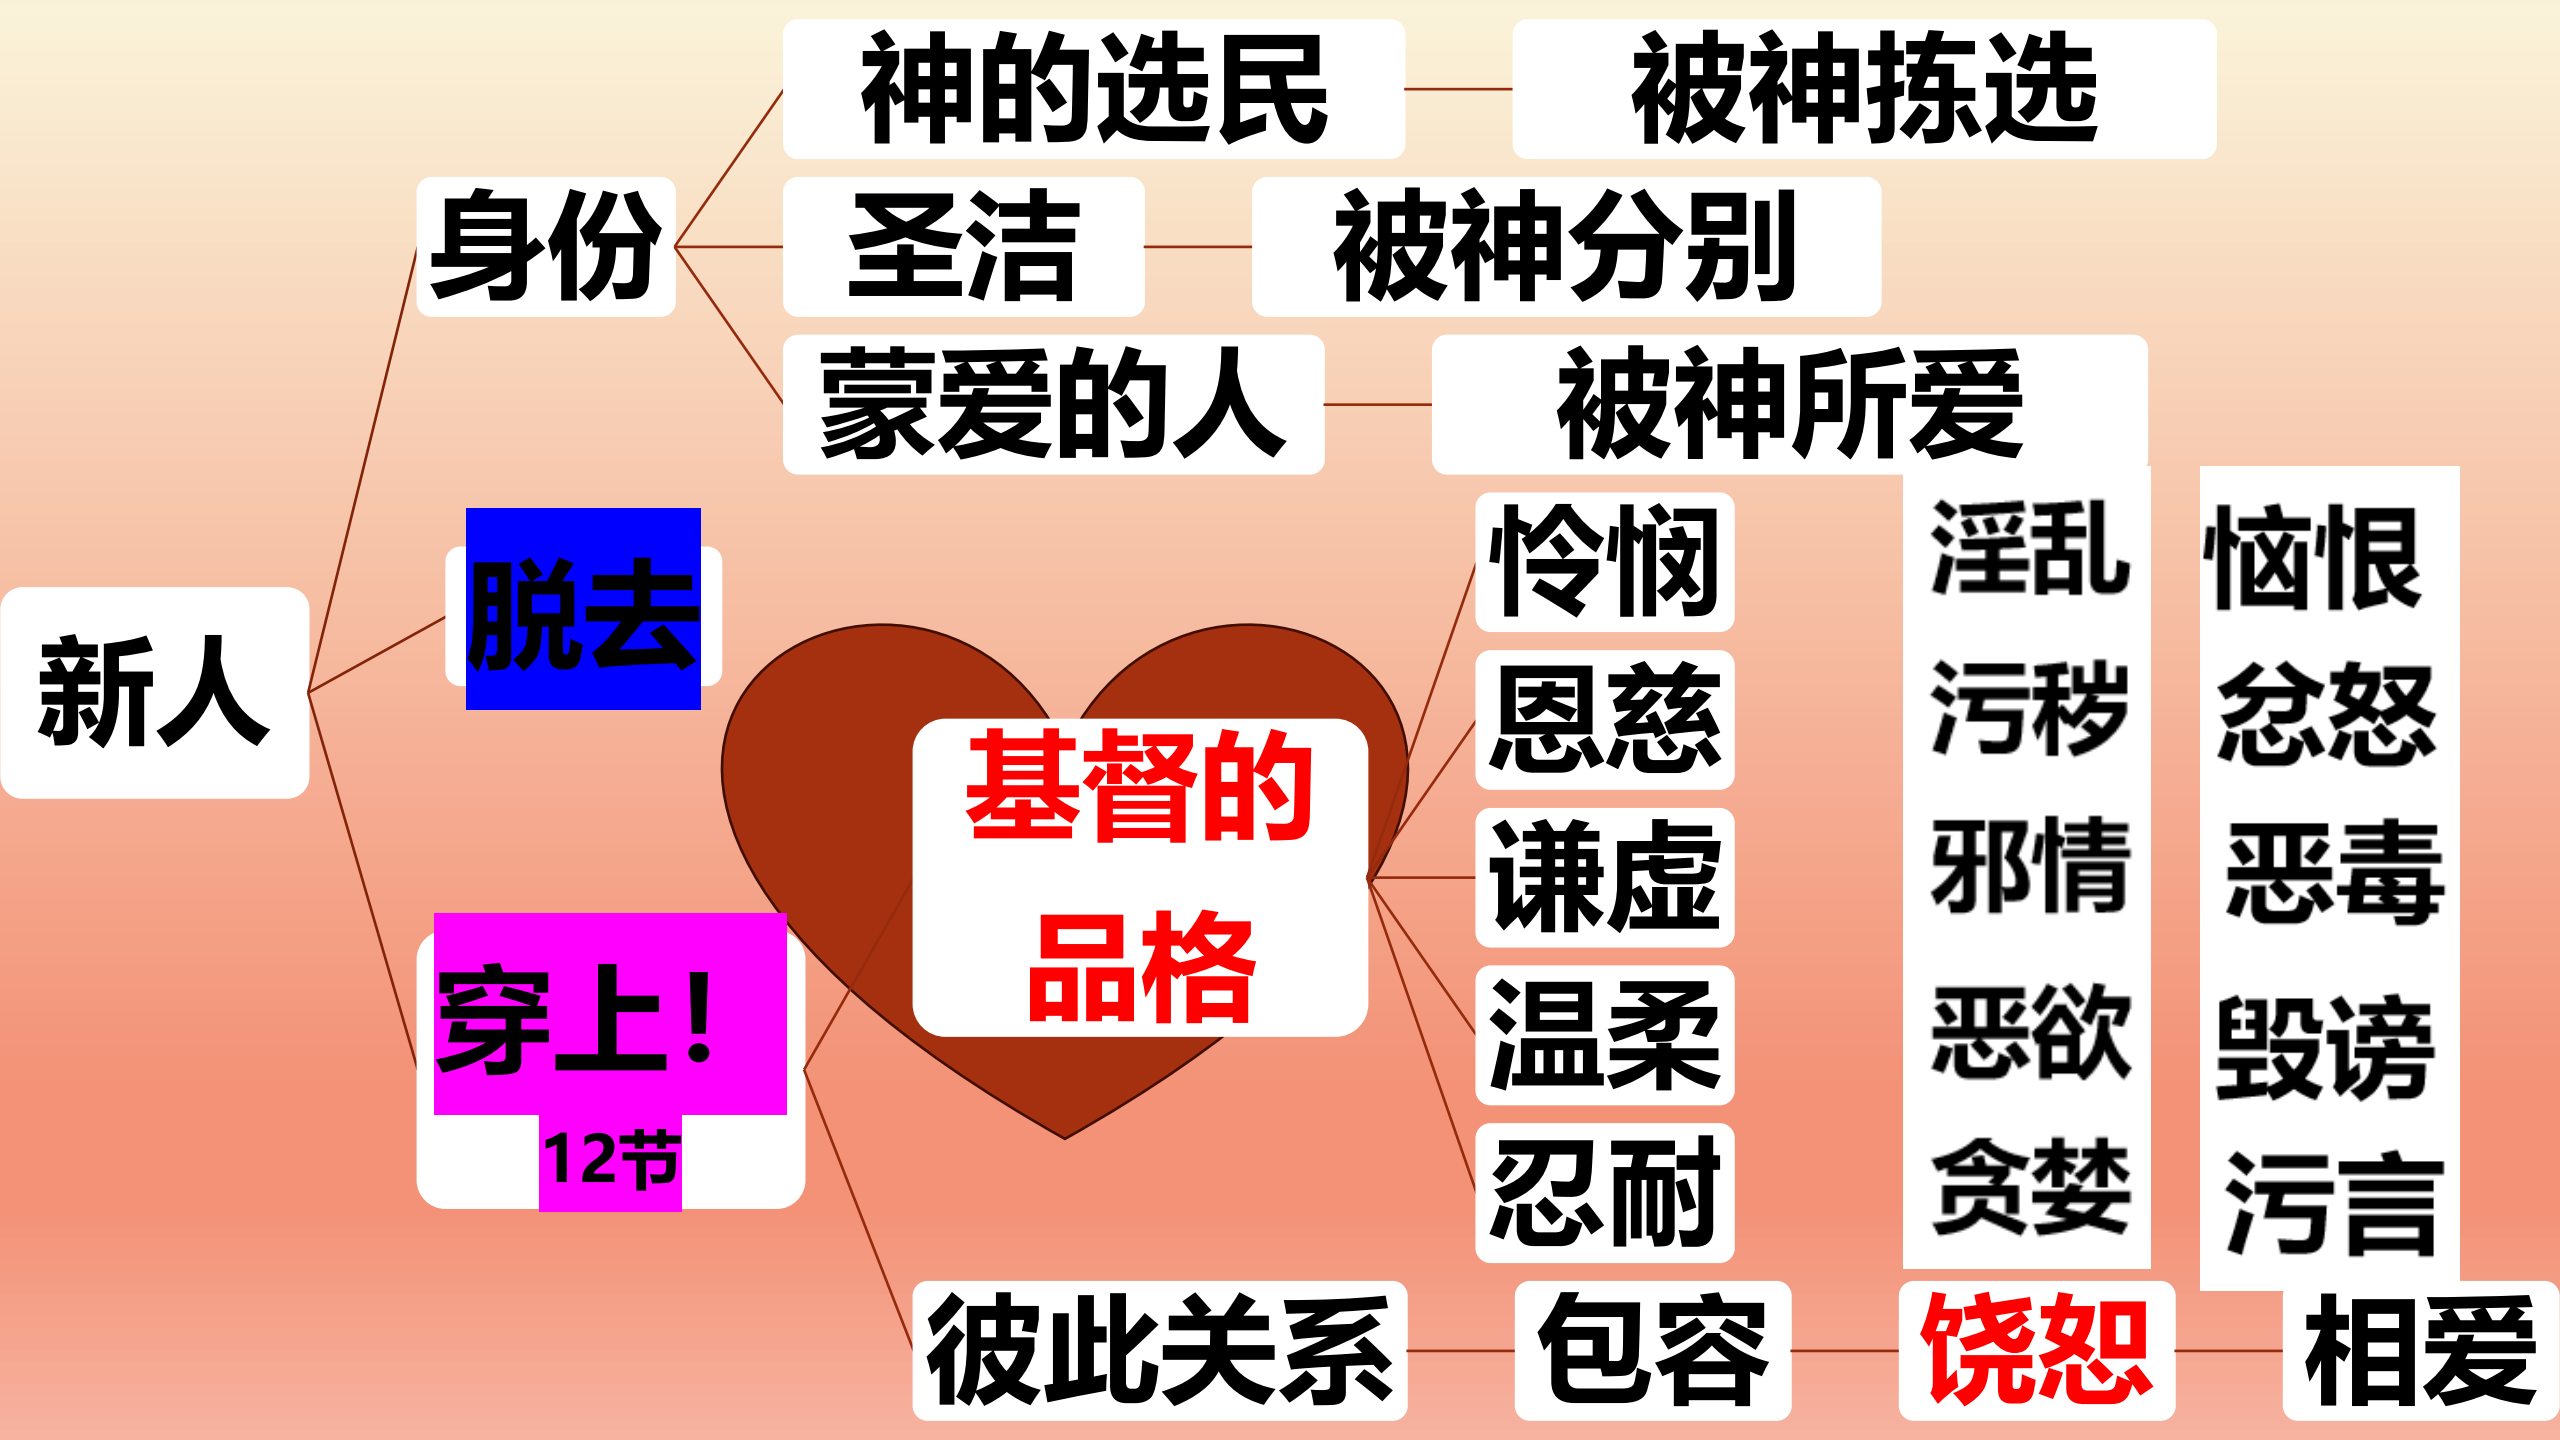 神的选民
被神拣选
身份
圣洁
被神分别
蒙爱的人
被神所爱
新人
脱去
穿上！
12节
基督的
品格
怜悯
恩慈
谦虚
温柔
忍耐
淫乱
污秽
邪情
恶欲
贪婪
恼恨
忿怒
恶毒
毁谤
污言
彼此关系
包容
饶恕
相爱